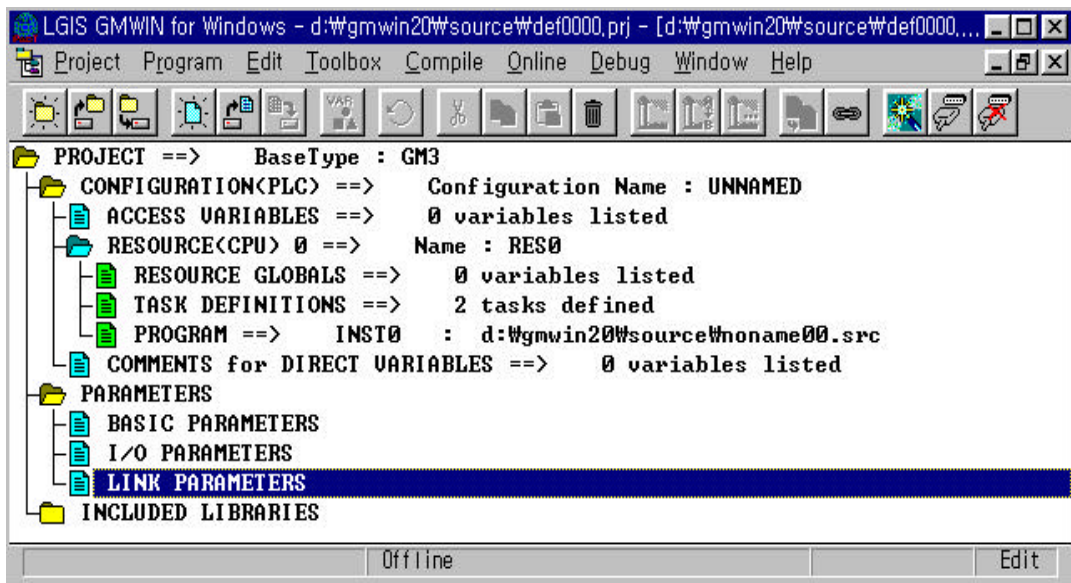 LGIS GMWIN for Windows - d:₩gmwin20₩source₩def0000,prj - [d:₩gmwin20₩source₩def0000,...
Project Program Edit Toolbox Compile Online Debug Window Help
VAR
PROJECT ==> BaseType : GM3
CONFIGURATION(PLC) ==> Configuration Name : UNNAMED
ACCESS VARIABLES ==> 0 variables listed
RESOURCE(CPU) 0 ==> Name : RES0
RESOURCE GLOBALS ==> 0 variables listed
TASK DEFINITIONS ==> 2 tasks defined
PROGRAM ==> INST0 : d:₩gmwin20₩source₩noname00.src
COMMENTS for DIRECT VARIABLES ==> 0 variables listed
PARAMETERS
BASIC PARAMETERS
I/O PARAMETERS
LINK PARAMETERS
INCLUDED LIBRARIES
Offline Edit